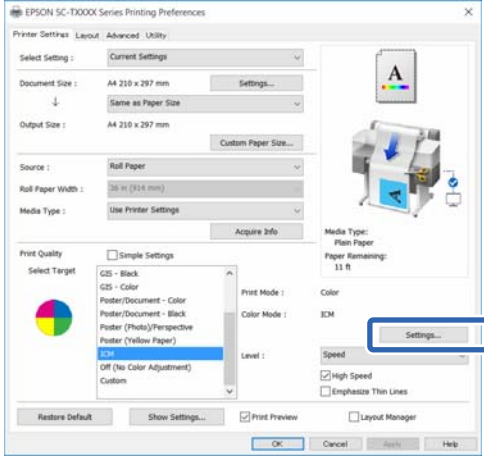 EPSON SC-TXXXX Series Printing Preferences
Printer Settings Layout Advanced Utility
Select Setting : Current Settings
Document Size : A4 210 x 297 mm Settings...
Same as Paper Size
Output Size : A4 210 x 297 mm
Custom Paper Size...
Source : Roll Paper
Roll Paper Width : 36 in (914 mm)
Media Type : Use Printer Settings
Acquire Info
A
Media Type:
Plain Paper
Paper Remaining:
11 ft
Print Quality Simple Settings
Select Target
GIS - Black
GIS - Color
Poster/Document - Color
Poster/Document - Black
Poster (Photo)/Perspective
Poster (Yellow Paper)
ICM
Off (No Color Adjustment)
Custom
Print Mode : Color
Color Mode : ICM
Settings...
Level : Speed
High Speed
Emphasize Thin Lines
Restore Default Show Settings... Print Preview Layout Manager
OK Cancel Apply Help